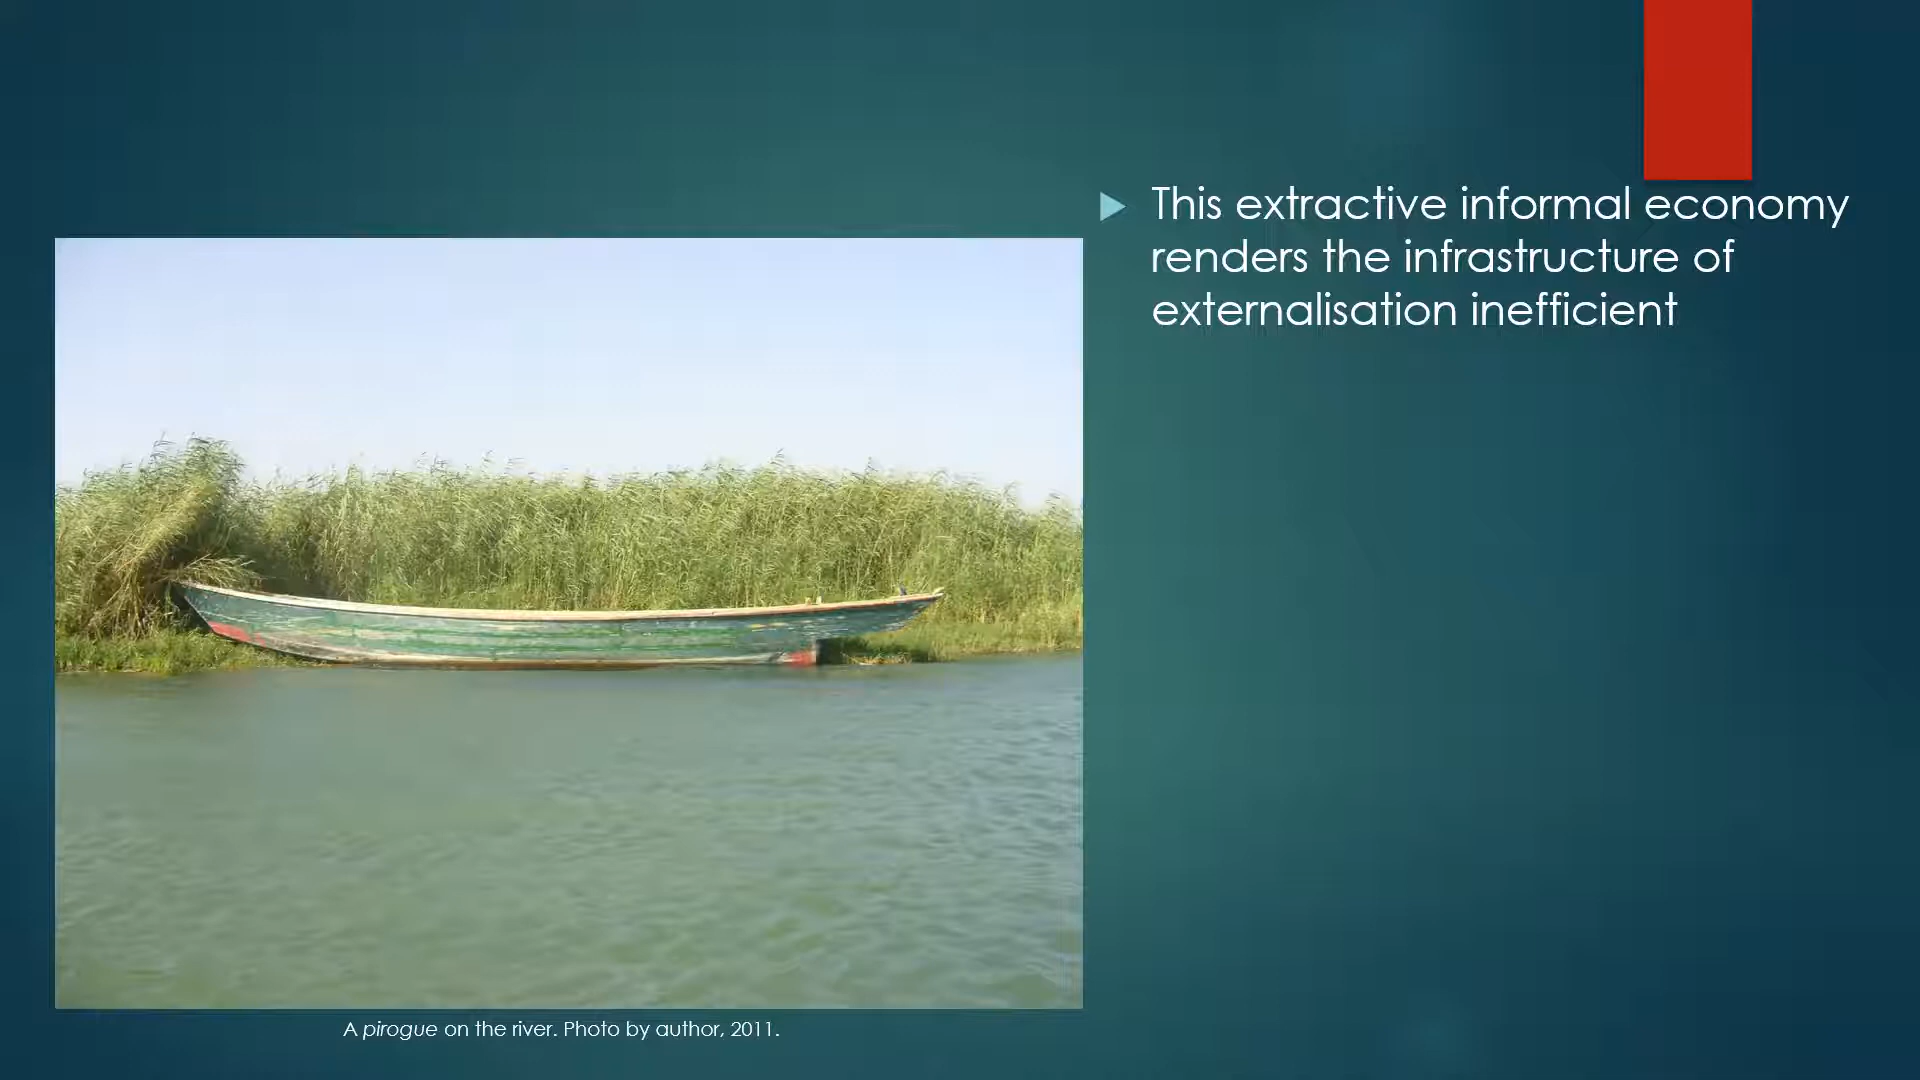 This extractive informal economy
renders the infrastructure of
externalisation inefficient
A pirogue on the river. Photo by author, 2011.